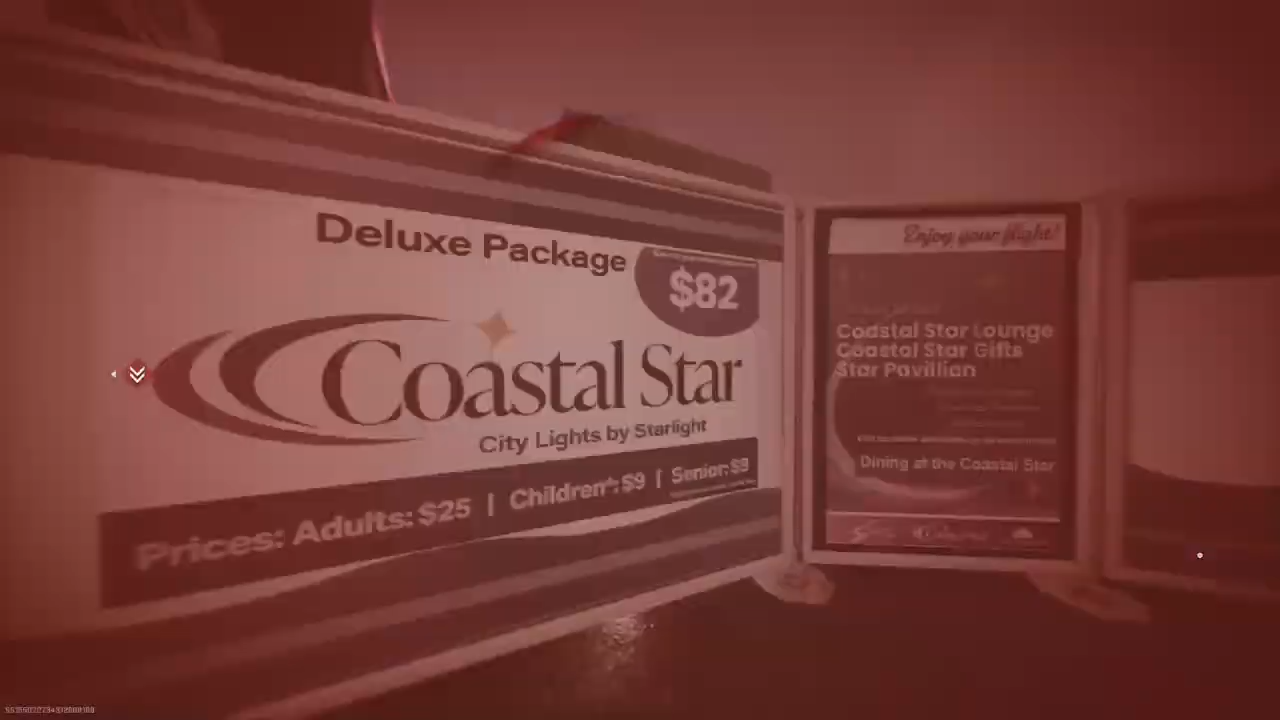 Deluxe Package
$82
Coastal Star
City Lights by Starlight
Prices: Adults: $25 | Children*: $9 | Senior: $9
Enjoy your flight!
Coastal Star Lounge
Coastal Star Gifts
Star Pavilion
Dining at the Coastal Star